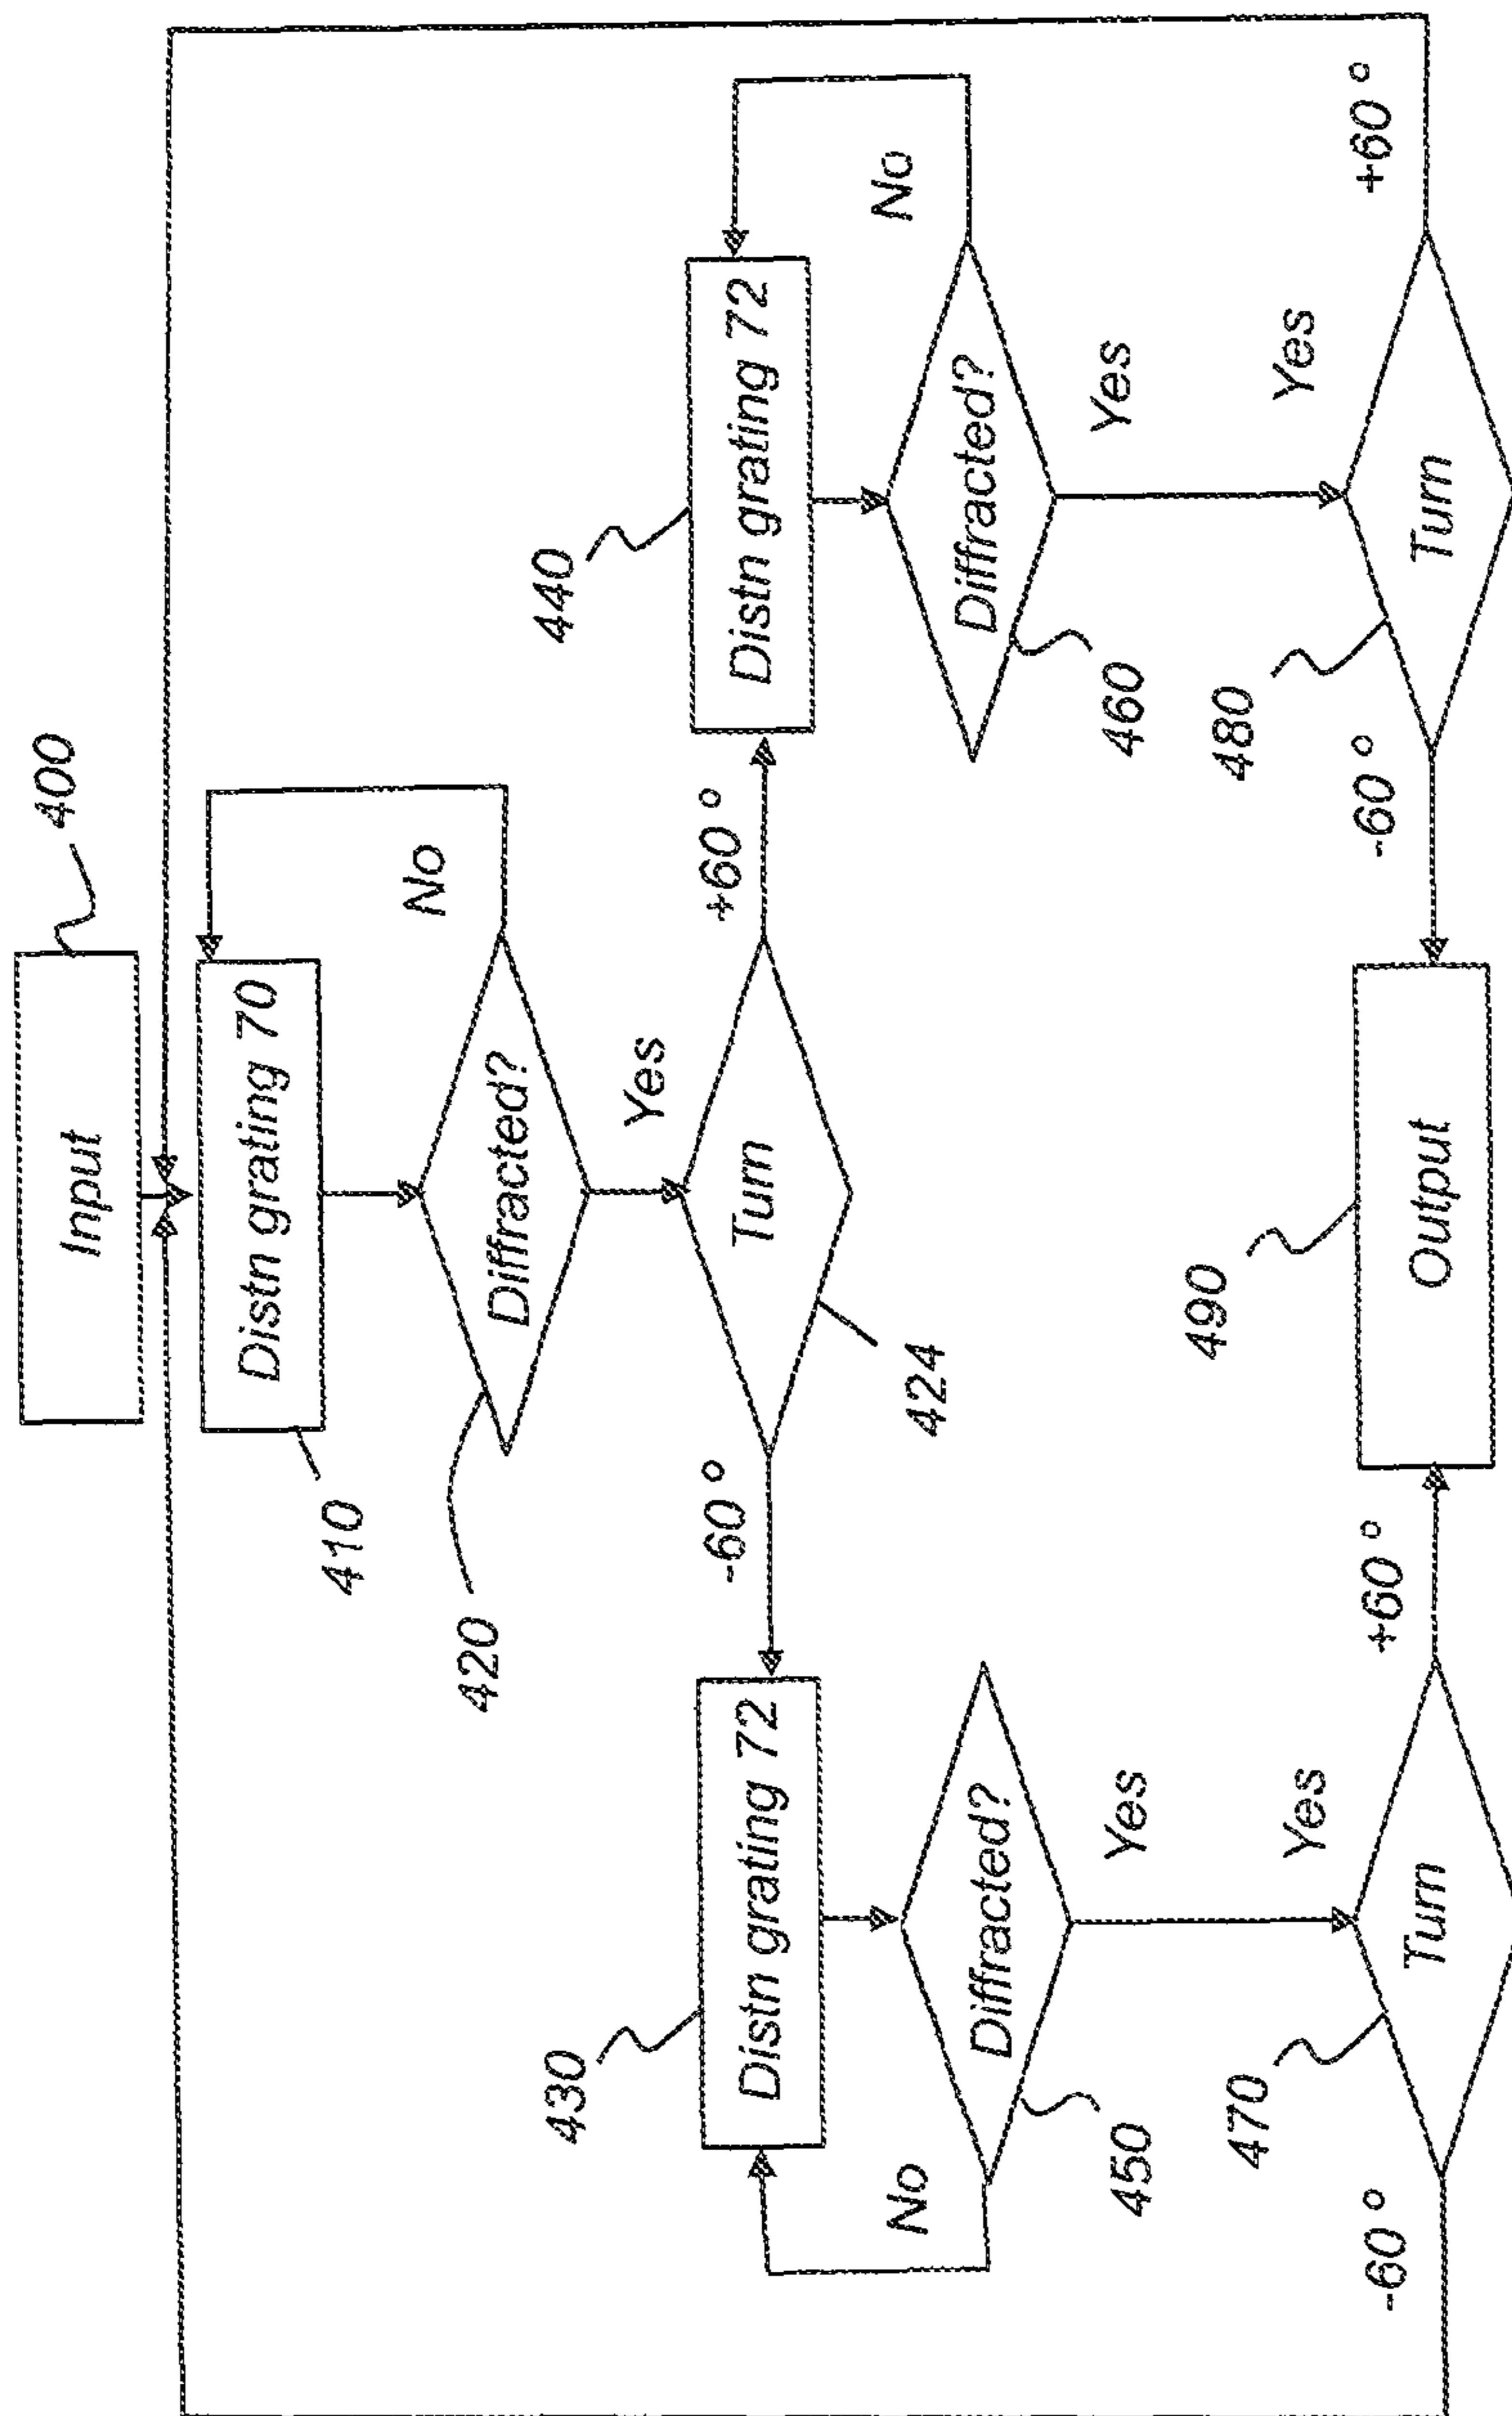 Input
400
Distn grating 70
410
Diffracted?
420
No
Yes
Turn
424
-60°
+60°
Distn grating 72
430
Distn grating 72
440
Diffracted?
450
No
Yes
Diffracted?
460
No
Yes
Yes
Turn
470
-60°
+60°
Yes
Turn
480
-60°
+60°
Output
490